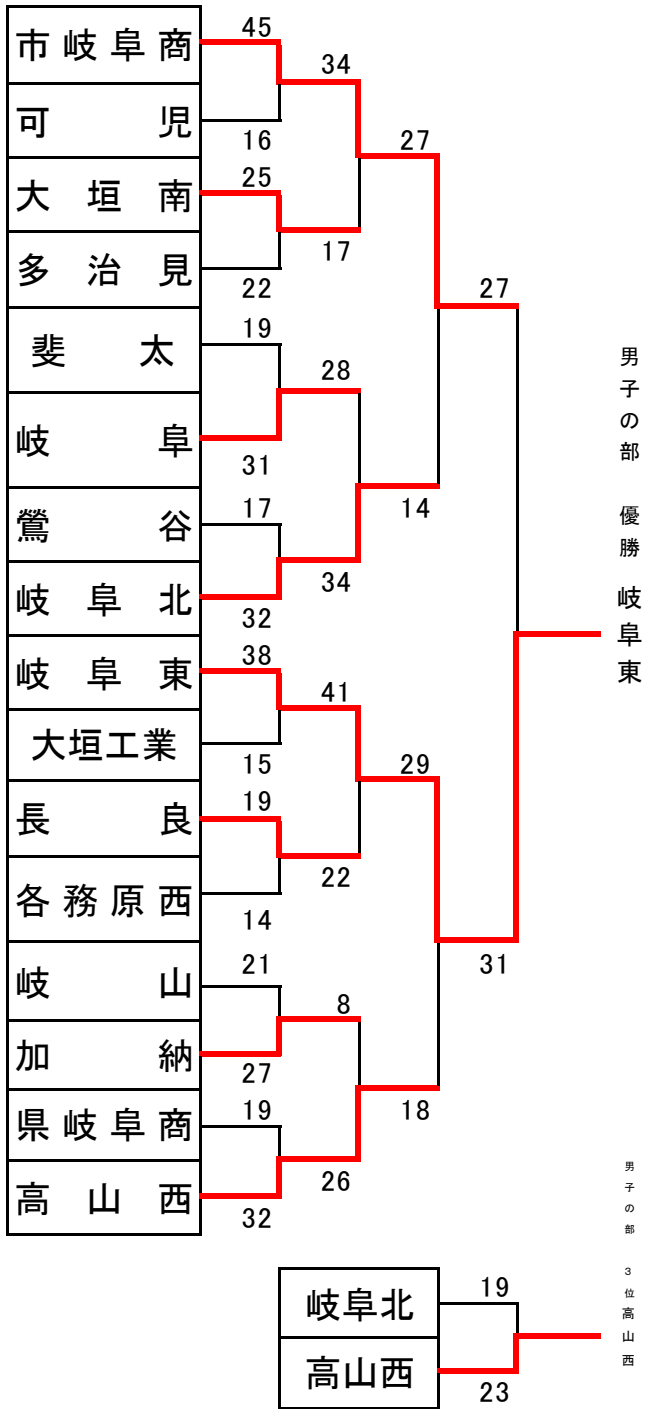 市岐阜商
可児
大垣南
多治見
斐太
岐阜
鶯谷
岐阜北
岐阜東
大垣工業
長良
各務原西
岐山
加納
県岐阜商
高山西
45
16
25
22
19
31
17
32
38
15
19
14
21
27
19
32
34
17
28
34
41
22
8
26
27
14
29
18
27
31
男子の部 優勝 岐阜東
岐阜北
高山西
19
23
男子の部 3位 高山西